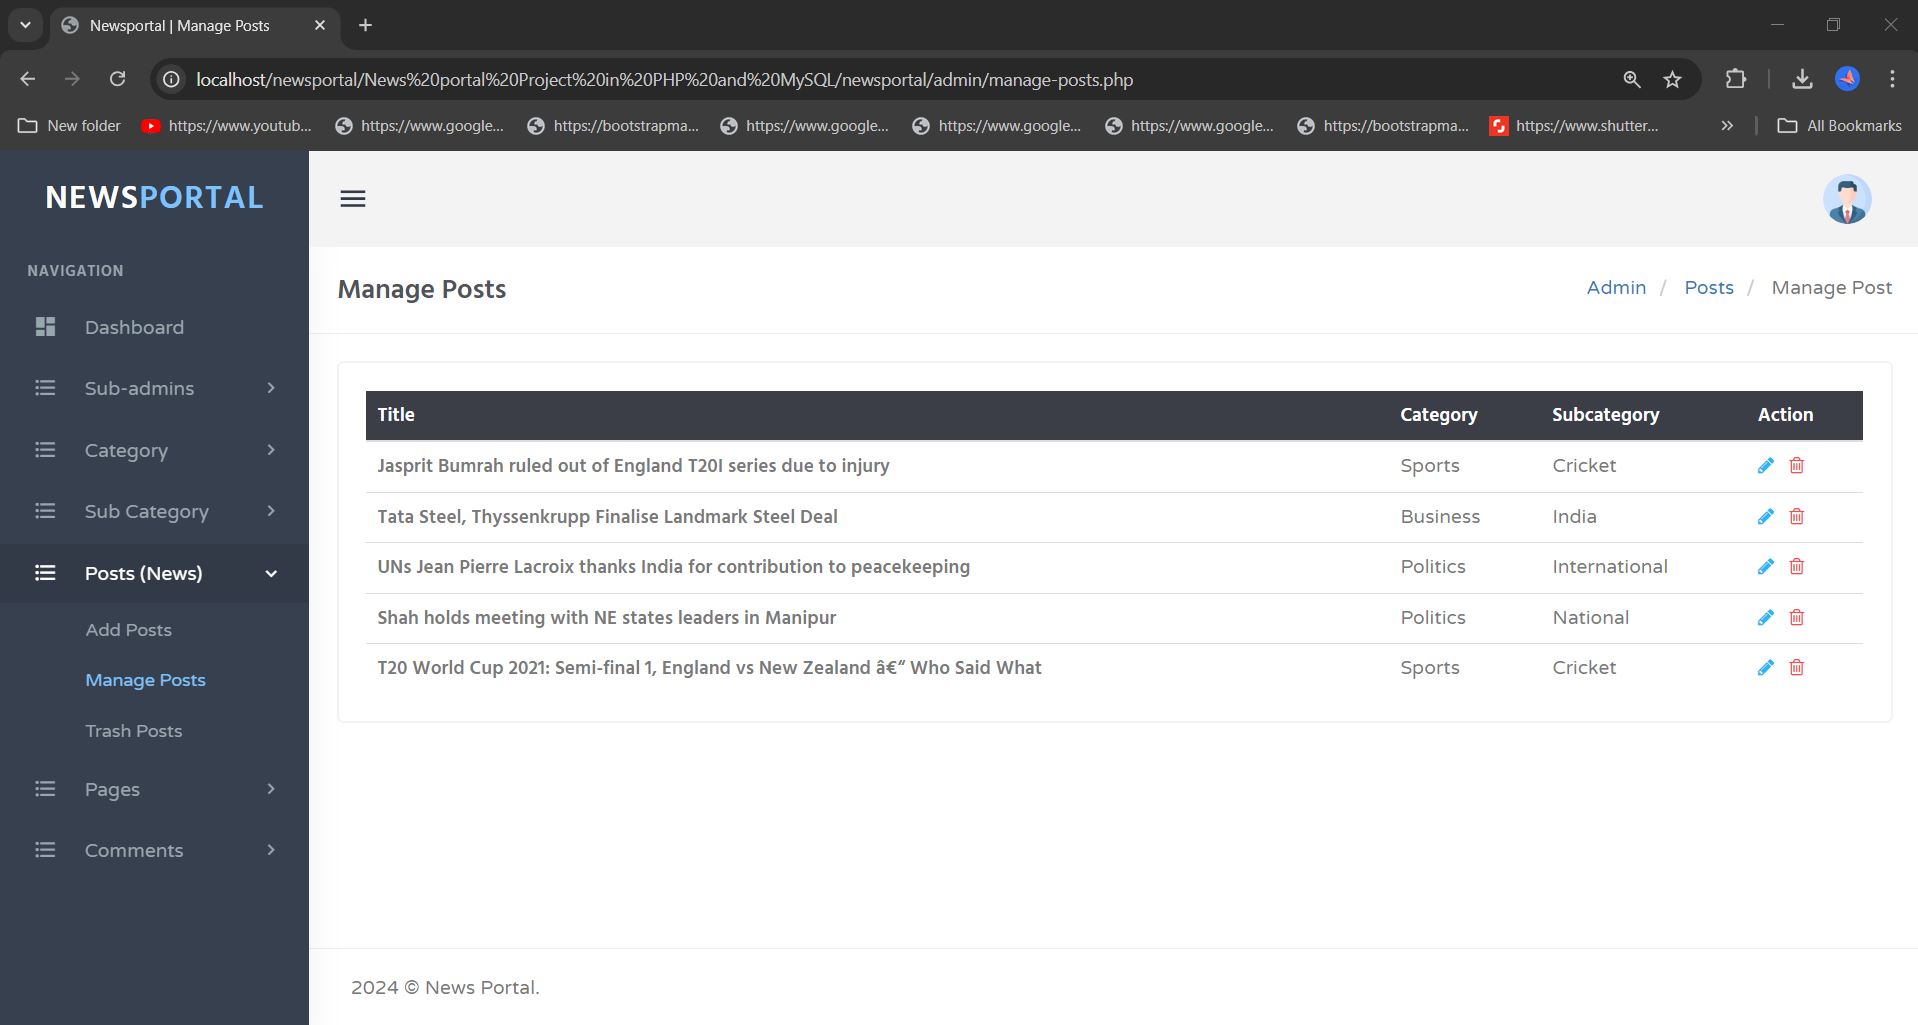 Newsportal | Manage Posts
localhost/newsportal/News%20portal%20Project%20in%20PHP%20and%20MySQL/newsportal/admin/manage-posts.php
New folder https://www.youtub... https://www.google... https://bootstrapma... https://www.google... https://www.google... https://www.google... https://bootstrapma... https://www.shutter... All Bookmarks
NEWSPORTAL
NAVIGATION
Dashboard
Sub-admins
Category
Sub Category
Posts (News)
Add Posts
Manage Posts
Trash Posts
Pages
Comments
Manage Posts
Admin / Posts / Manage Post
Title Category Subcategory Action
Jasprit Bumrah ruled out of England T20I series due to injury Sports Cricket
Tata Steel, Thyssenkrupp Finalise Landmark Steel Deal Business India
UNs Jean Pierre Lacroix thanks India for contribution to peacekeeping Politics International
Shah holds meeting with NE states leaders in Manipur Politics National
T20 World Cup 2021: Semi-final 1, England vs New Zealand â€“ Who Said What Sports Cricket
2024 © News Portal.